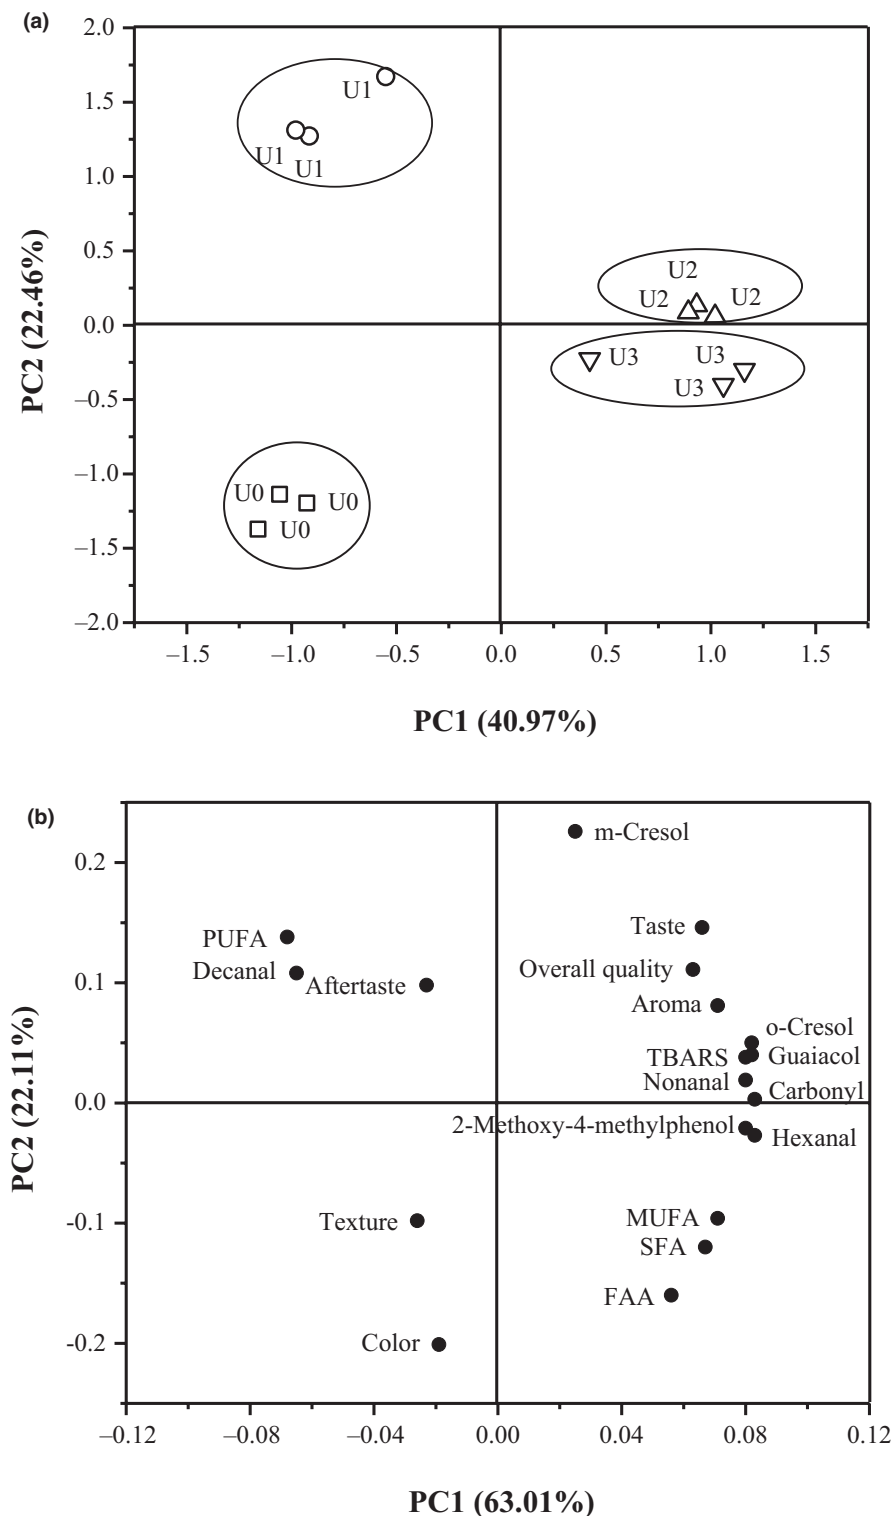 (a)
2.0
1.5
1.0
0.5
0.0
−0.5
−1.0
−1.5
−2.0
PC2 (22.46%)
U1
U1
U1
U2
U2
U2
U3
U3
U3
U0
U0
U0
−1.5
−1.0
−0.5
0.0
0.5
1.0
1.5
PC1 (40.97%)
(b)
0.2
0.1
0.0
-0.1
-0.2
PC2 (22.11%)
m-Cresol
Taste
PUFA
Overall quality
Decanal
Aftertaste
Aroma
o-Cresol
TBARS
Guaiacol
Nonanal
Carbonyl
2-Methoxy-4-methylphenol
Hexanal
Texture
MUFA
SFA
FAA
Color
−0.12
−0.08
−0.04
0.00
0.04
0.08
0.12
PC1 (63.01%)